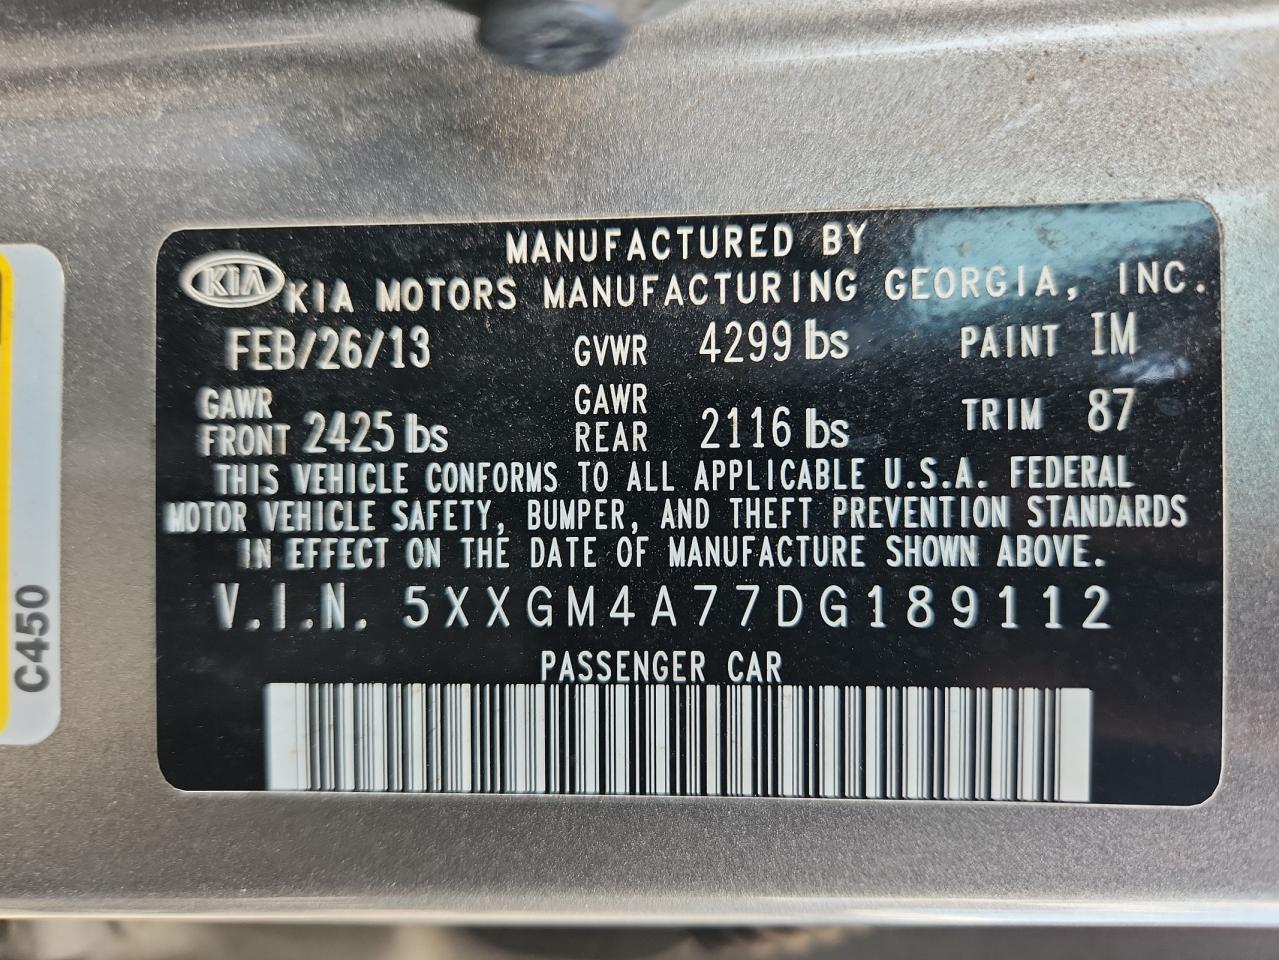 MANUFACTURED BY
KIA KIA MOTORS MANUFACTURING GEORGIA, INC.
FEB/26/13 GVWR 4299 lbs PAINT IM
GAWR FRONT 2425 lbs GAWR REAR 2116 lbs TRIM 87
THIS VEHICLE CONFORMS TO ALL APPLICABLE U.S.A. FEDERAL
MOTOR VEHICLE SAFETY, BUMPER, AND THEFT PREVENTION STANDARDS
IN EFFECT ON THE DATE OF MANUFACTURE SHOWN ABOVE.
V.I.N. 5XXGM4A77DG189112
PASSENGER CAR
C450